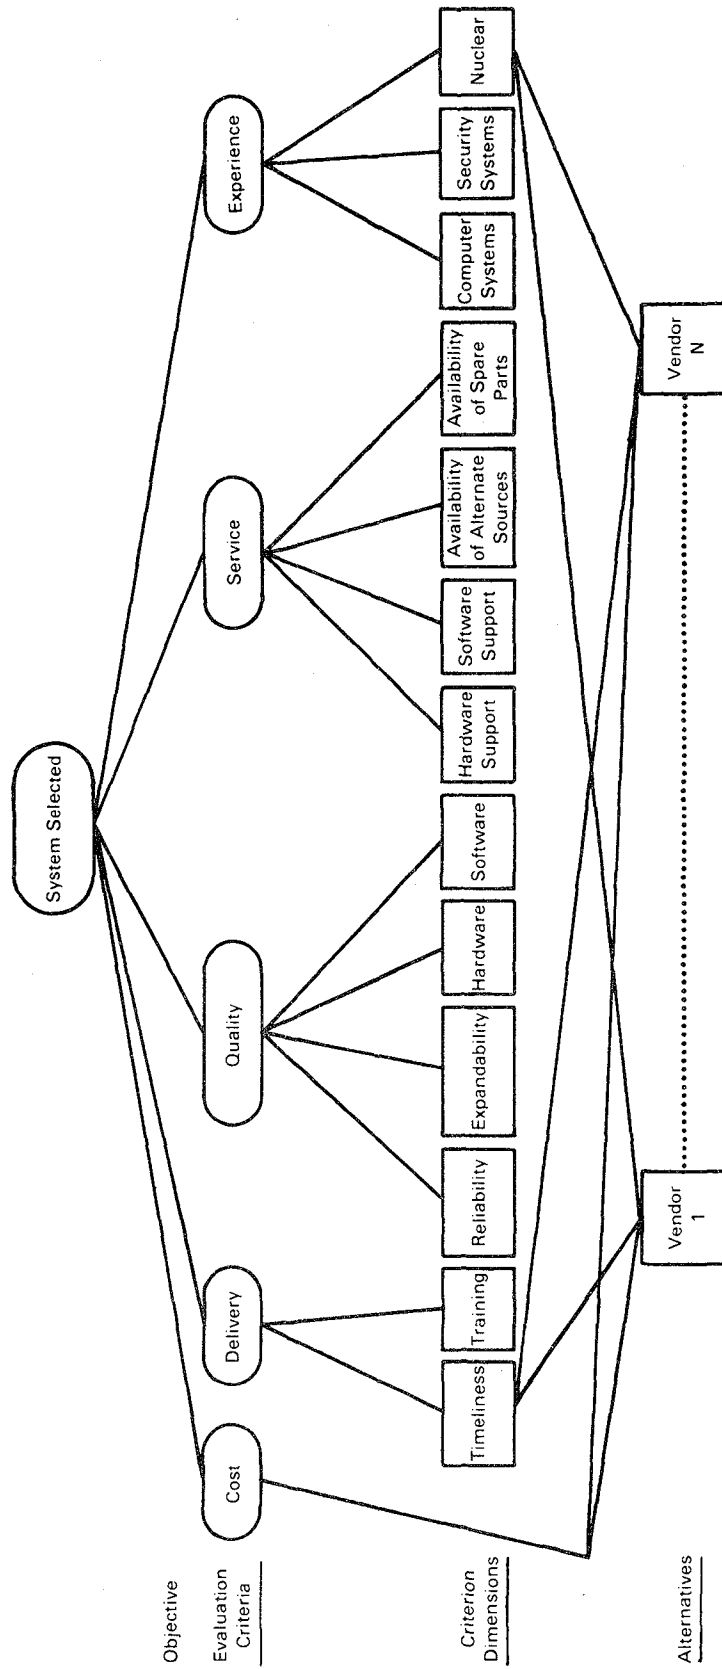 Objective
System Selected
Evaluation
Criteria
Cost
Delivery
Quality
Service
Experience
Criterion
Dimensions
Timeliness
Training
Reliability
Expandability
Hardware
Software
Hardware
Support
Software
Support
Availability
of Alternate
Sources
Availability
of Spare
Parts
Computer
Systems
Security
Systems
Nuclear
Alternatives
Vendor
1
Vendor
N